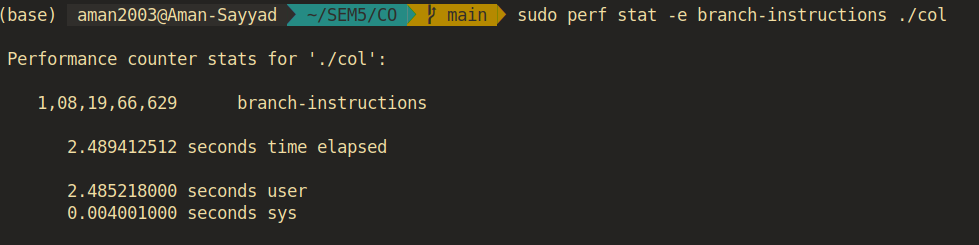 (base) aman2003@Aman-Sayyad ~/SEM5/CO main sudo perf stat -e branch-instructions ./col
Performance counter stats for './col':
1,08,19,66,629 branch-instructions
2.489412512 seconds time elapsed
2.485218000 seconds user
0.004001000 seconds sys